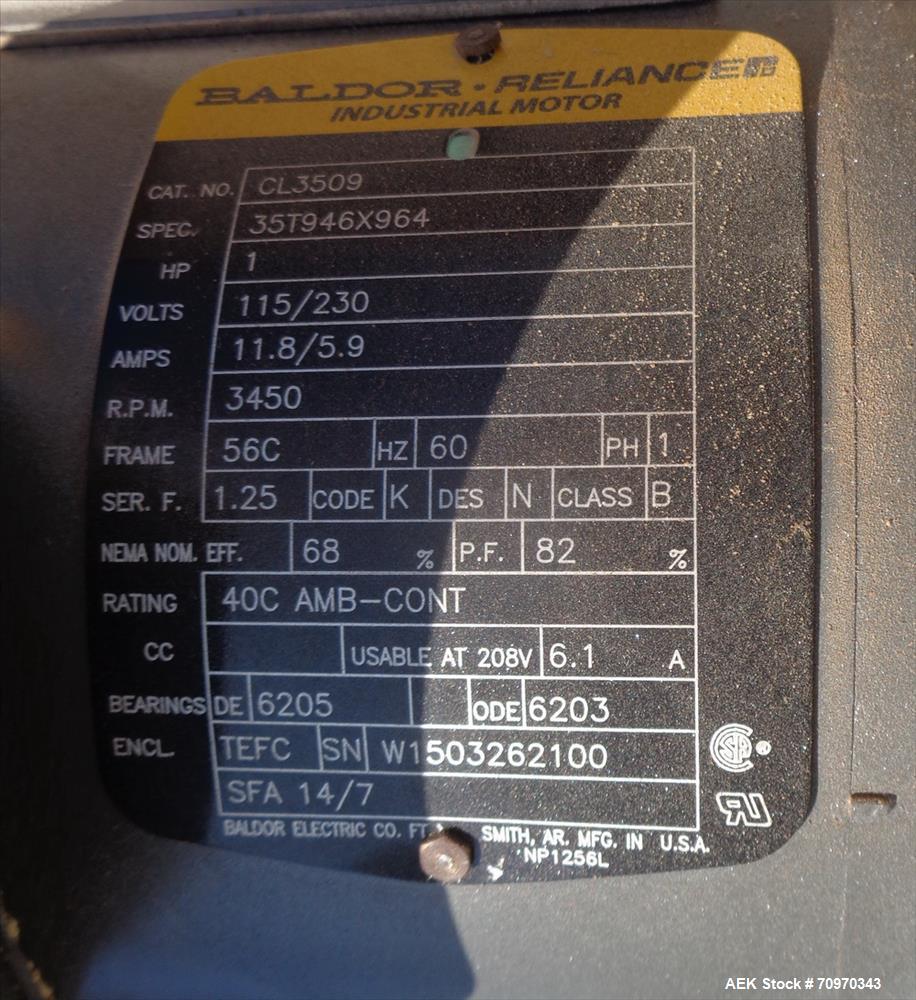 BALDOR · RELIANCE
INDUSTRIAL MOTOR
CAT. NO. CL3509
SPEC. 35T946X964
HP 1
VOLTS 115/230
AMPS 11.8/5.9
R.P.M. 3450
FRAME 56C HZ 60 PH 1
SER. F. 1.25 CODE K DES N CLASS B
NEMA NOM. EFF. 68 % P.F. 82 %
RATING 40C AMB-CONT
CC USABLE AT 208V 6.1 A
BEARINGS DE 6205 ODE 6203
ENCL. TEFC SN W1503262100
SFA 14/7
BALDOR ELECTRIC CO. FT. SMITH, AR. MFG. IN U.S.A.
NP1256L
AEK Stock # 70970343